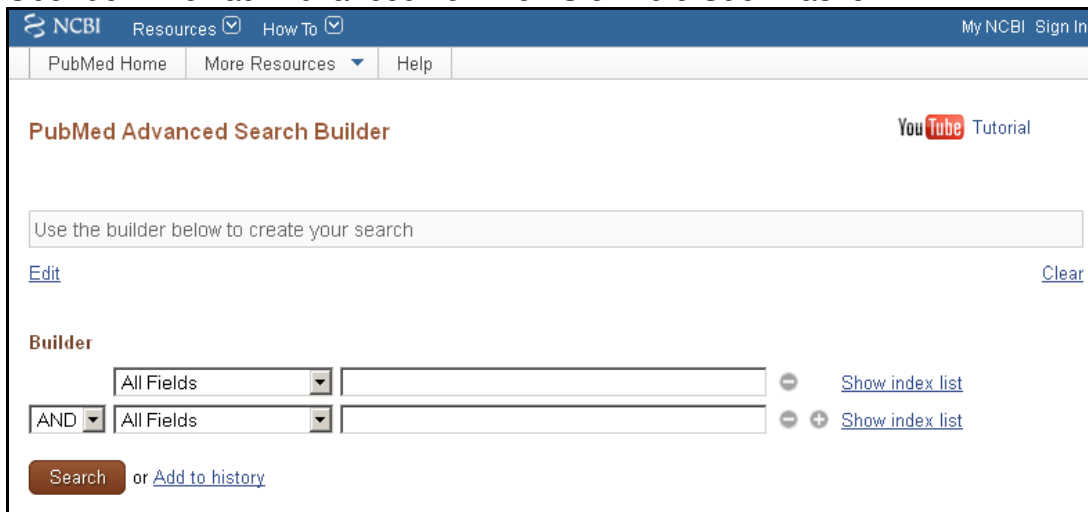 NCBI Resources How To My NCBI Sign In
PubMed Home More Resources Help
PubMed Advanced Search Builder YouTube Tutorial
Use the builder below to create your search
Edit Clear
Builder
All Fields Show index list
AND All Fields Show index list
Search or Add to history